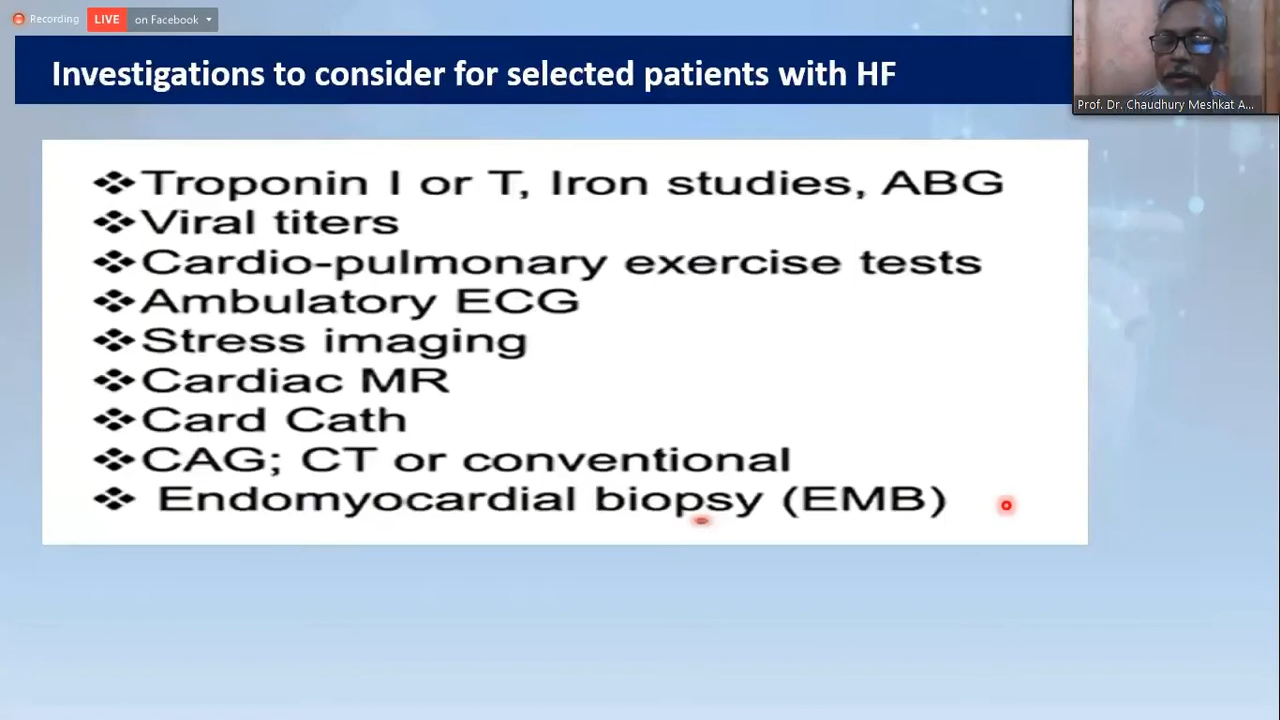 Recording LIVE on Facebook
Investigations to consider for selected patients with HF
Prof. Dr. Chaudhury Meshkat A...
❖Troponin I or T, Iron studies, ABG
❖Viral titers
❖Cardio-pulmonary exercise tests
❖Ambulatory ECG
❖Stress imaging
❖Cardiac MR
❖Card Cath
❖CAG; CT or conventional
❖ Endomyocardial biopsy (EMB)